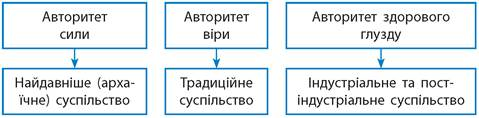 Авторитет
сили
Авторитет
віри
Авторитет здорового
глузду
Найдавніше (арха-
їчне) суспільство
Традиційне
суспільство
Індустріальне та пост-
індустріальне суспільство